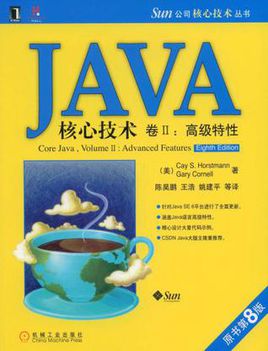 Sun公司核心技术丛书
JAVA
核心技术 卷II：高级特性
Core Java, Volume II: Advanced Features Eighth Edition
（美） Cay S. Horstmann
Gary Cornell 著
陈昊鹏 王浩 姚建平 等译
针对Java SE 6平台进行了全面更新。
涵盖Java语言高级特性。
精心设计大量代码示例。
CSDN Java大版主隆重推荐。
Sun
microsystems
原书第8版
机械工业出版社
China Machine Press